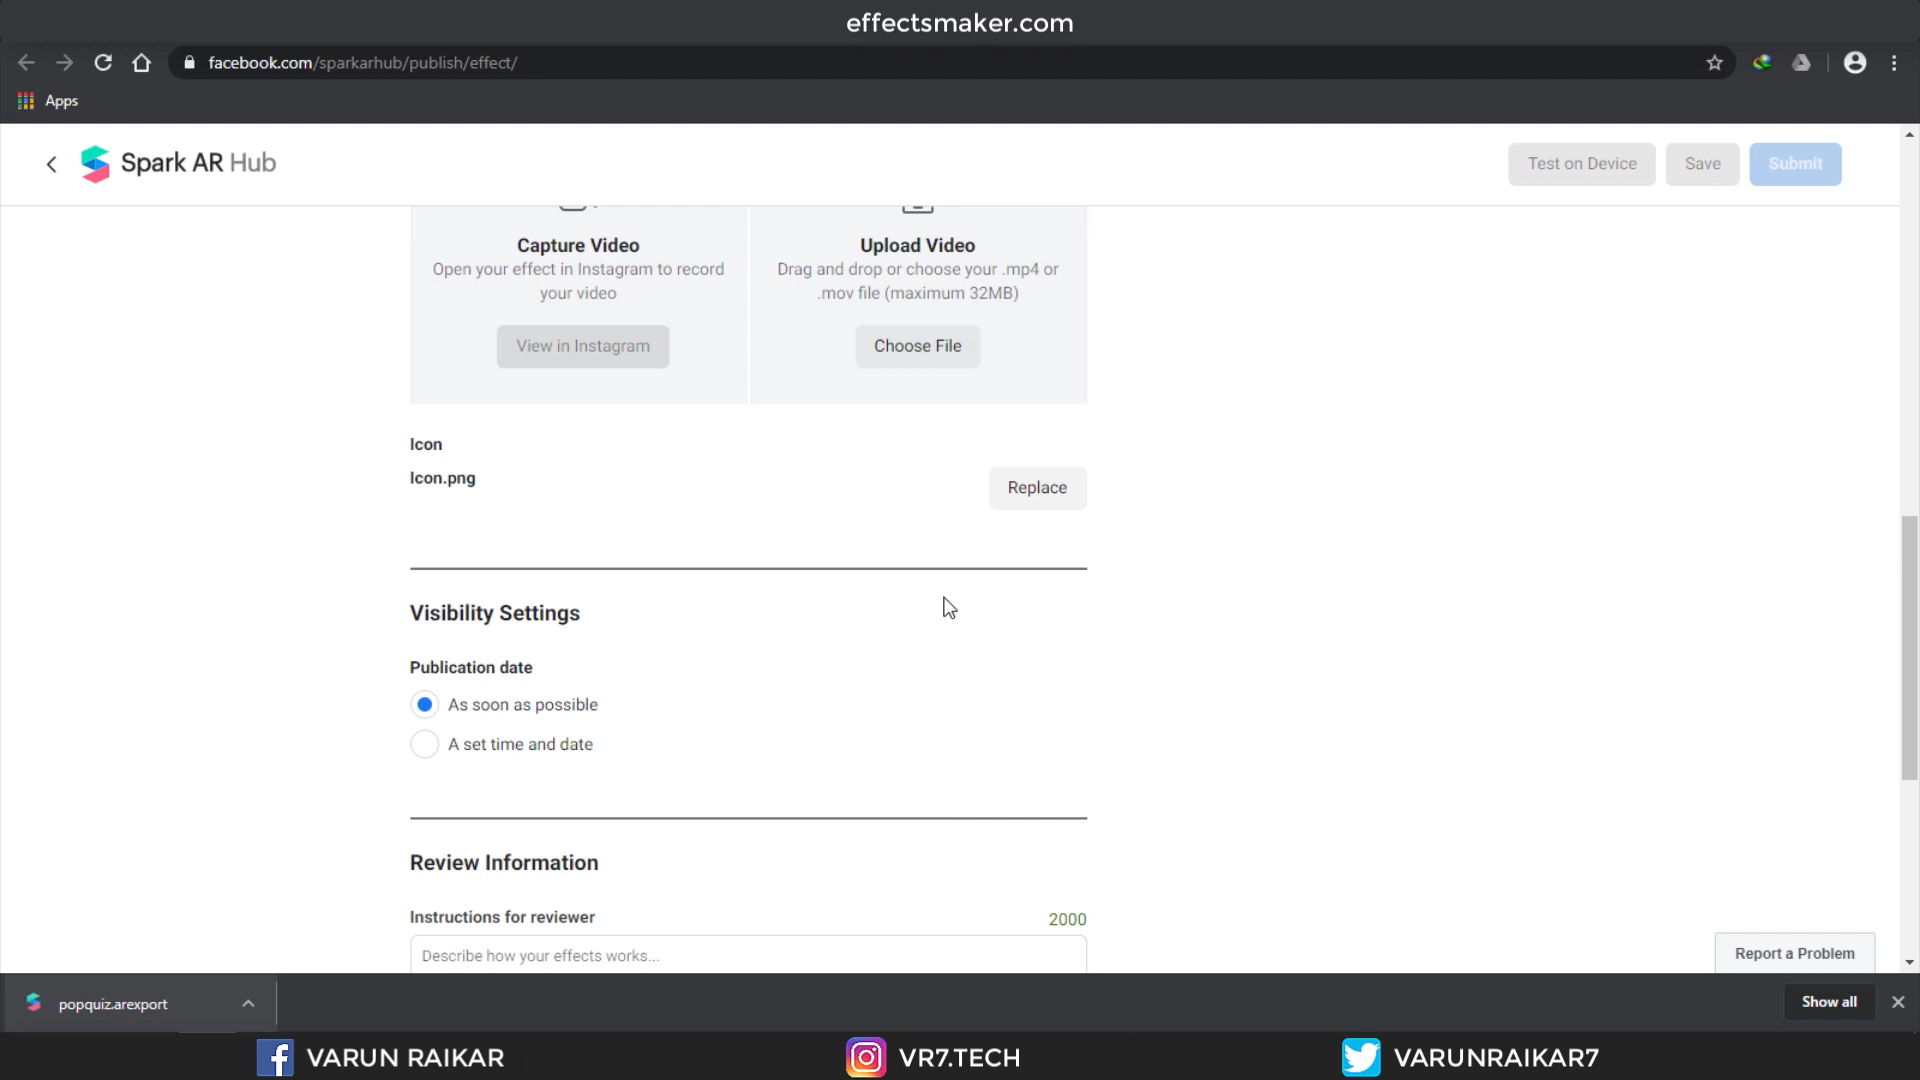 effectsmaker.com
facebook.com/sparkarhub/publish/effect/
Apps
Spark AR Hub
Test on Device
Save
Submit
Capture Video
Open your effect in Instagram to record
your video
View in Instagram
Upload Video
Drag and drop or choose your .mp4 or
.mov file (maximum 32MB)
Choose File
Icon
Icon.png
Replace
Visibility Settings
Publication date
As soon as possible
A set time and date
Review Information
Instructions for reviewer
2000
Describe how your effects works...
Report a Problem
popquiz.arexport
Show all
VARUN RAIKAR
VR7.TECH
VARUNRAIKAR7